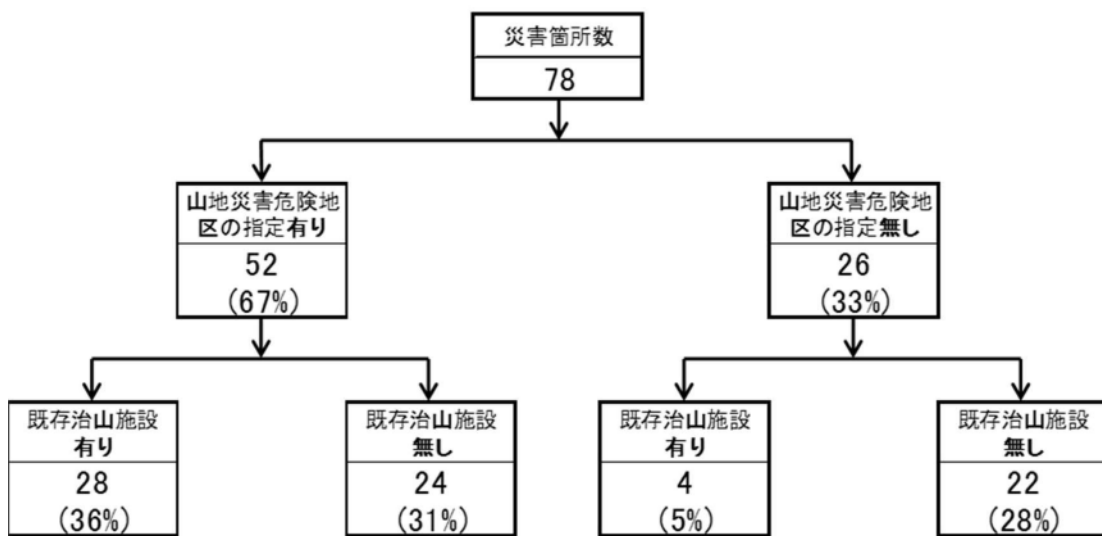 災害箇所数
78
山地災害危険地
区の指定有り
52
(67%)
山地災害危険地
区の指定無し
26
(33%)
既存治山施設
有り
28
(36%)
既存治山施設
無し
24
(31%)
既存治山施設
有り
4
(5%)
既存治山施設
無し
22
(28%)